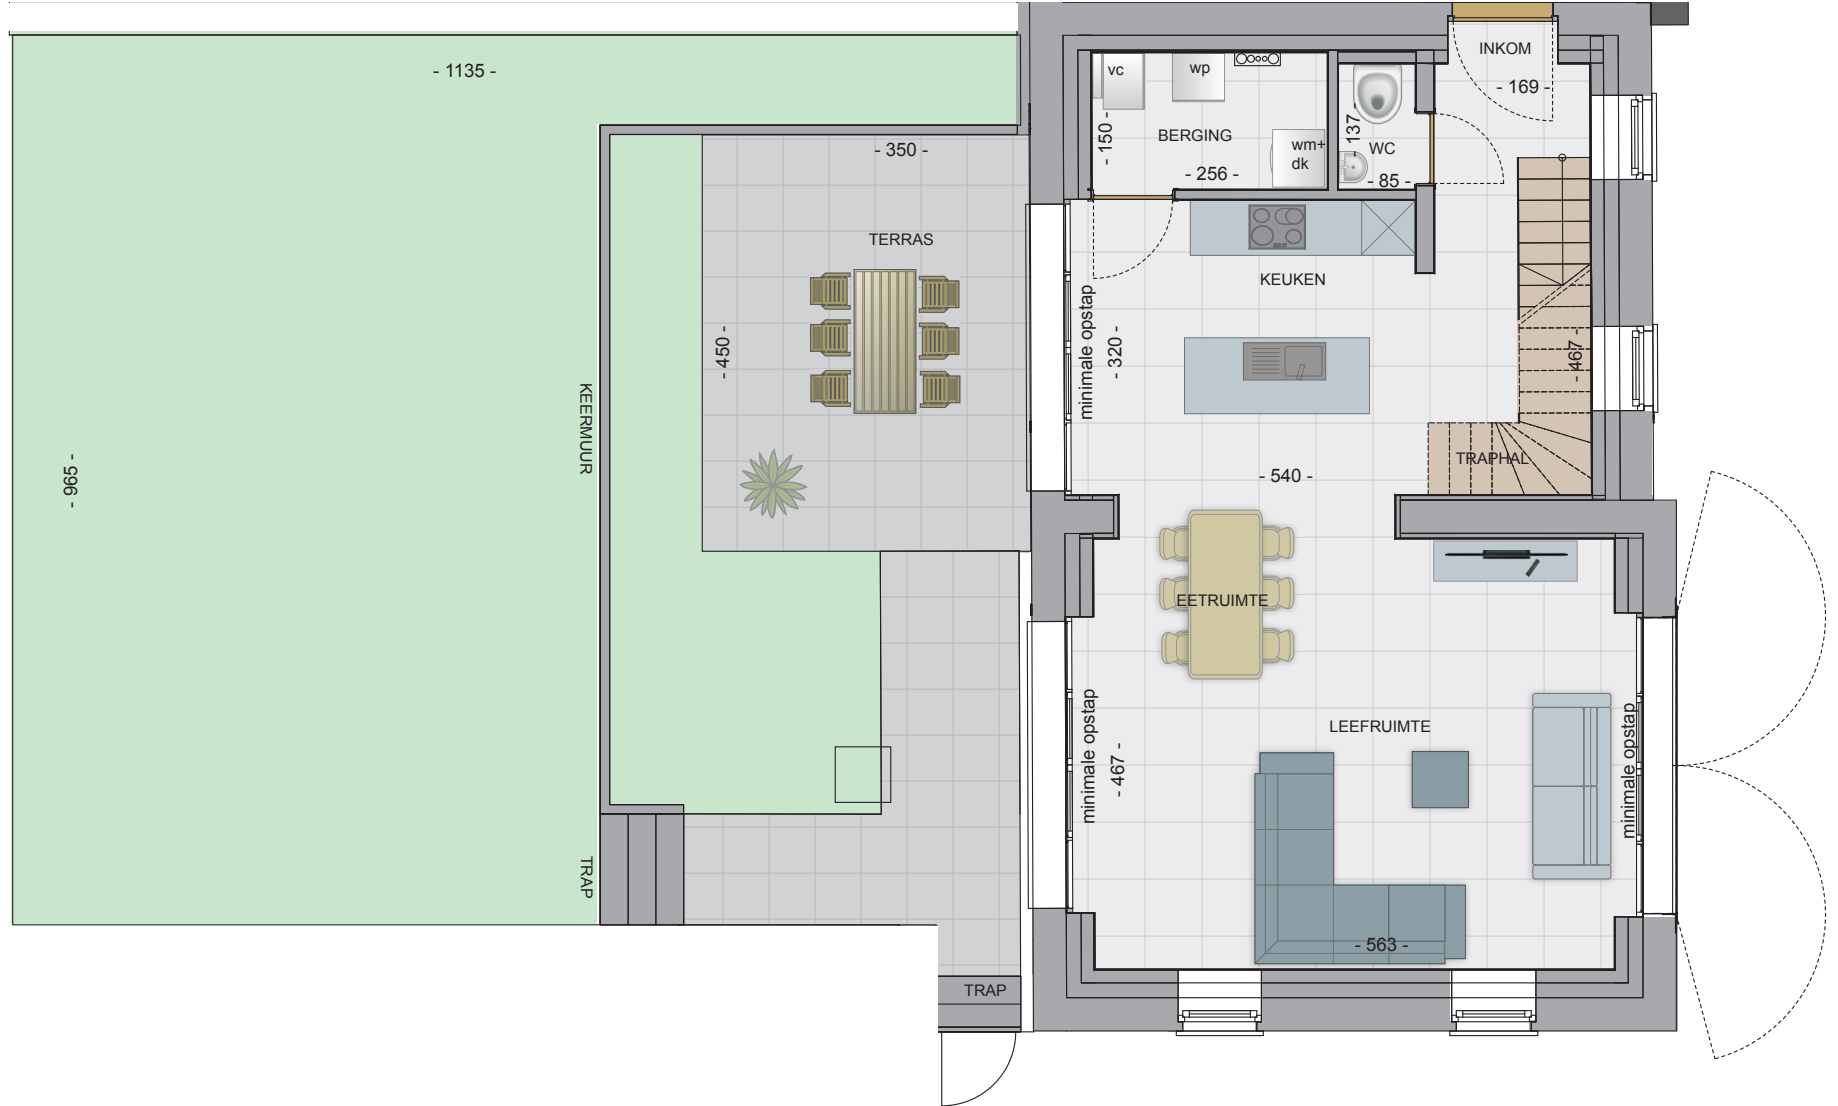 INKOM
- 1135 -
vc
wp
- 169 -
- 150 -
- 137 -
BERGING
wm+
dk
WC
- 350 -
- 256 -
- 85 -
TERRAS
KEUKEN
minimale opstap
- 320 -
- 450 -
- 467 -
KEERMUUR
- 965 -
TRAPHAL
- 540 -
EETRUIMTE
LEEFRUIMTE
minimale opstap
- 467 -
minimale opstap
TRAP
- 563 -
TRAP